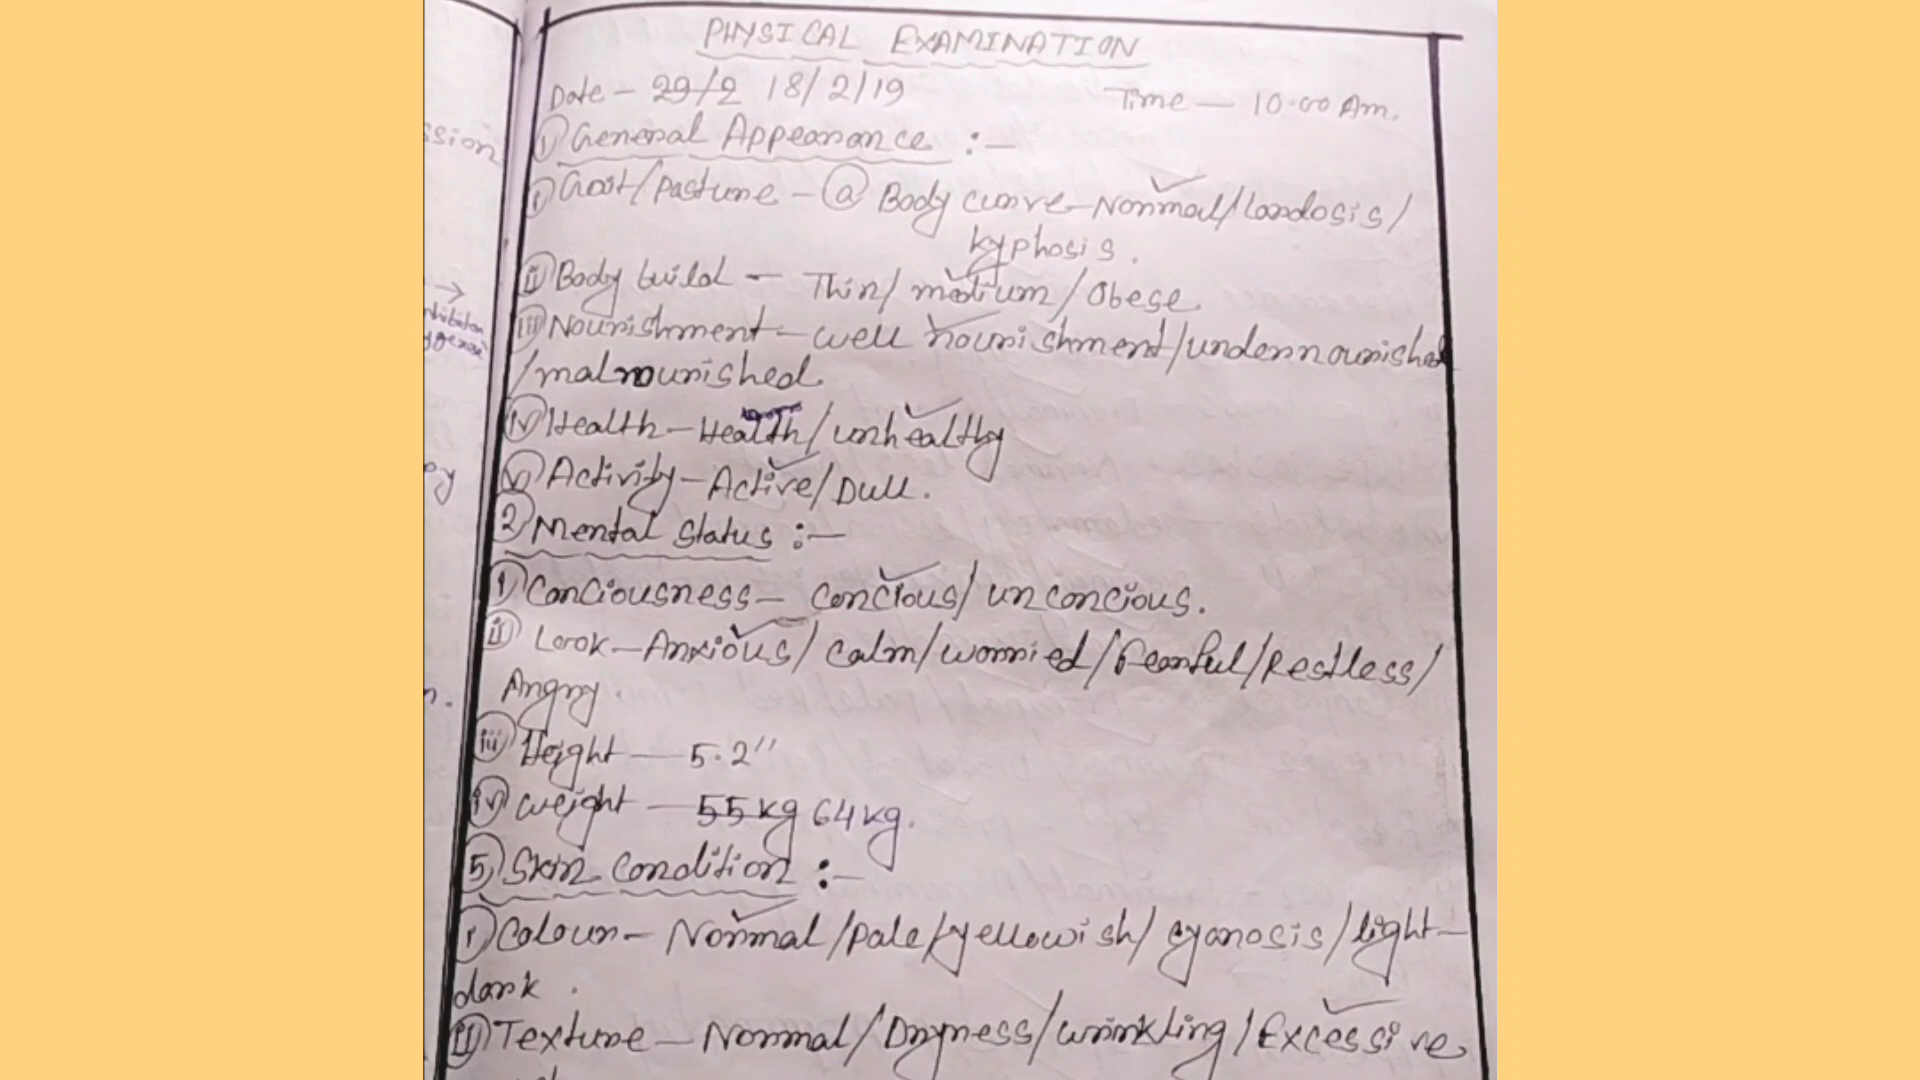 PHYSICAL EXAMINATION
Date - 29/2 18/2/19 Time - 10.00 Am.
1) General Appearance :-
i) Gait/Pasture - (a) Body curve - Normal/Lordosis/
kyphosis.
ii) Body build - Thin/ medium /Obese.
iii) Nourishment - well nourishment/undernourished
/malnourished.
iv) Health - Health/unhealthy
v) Activity - Active/Dull.
2) Mental Status :-
i) Conciousness - concious/ unconcious.
ii) Look - Anxious/ calm/worried/fearful/Restless/
Angry.
iii) Height - 5.2"
iv) weight - 55kg 64kg.
5) Skin Condition :-
i) Colour - Normal/pale/yellowish/cyanosis/light-
dark.
ii) Texture - Normal/Dryness/wrinkling/Excessive
ssion
→
n.